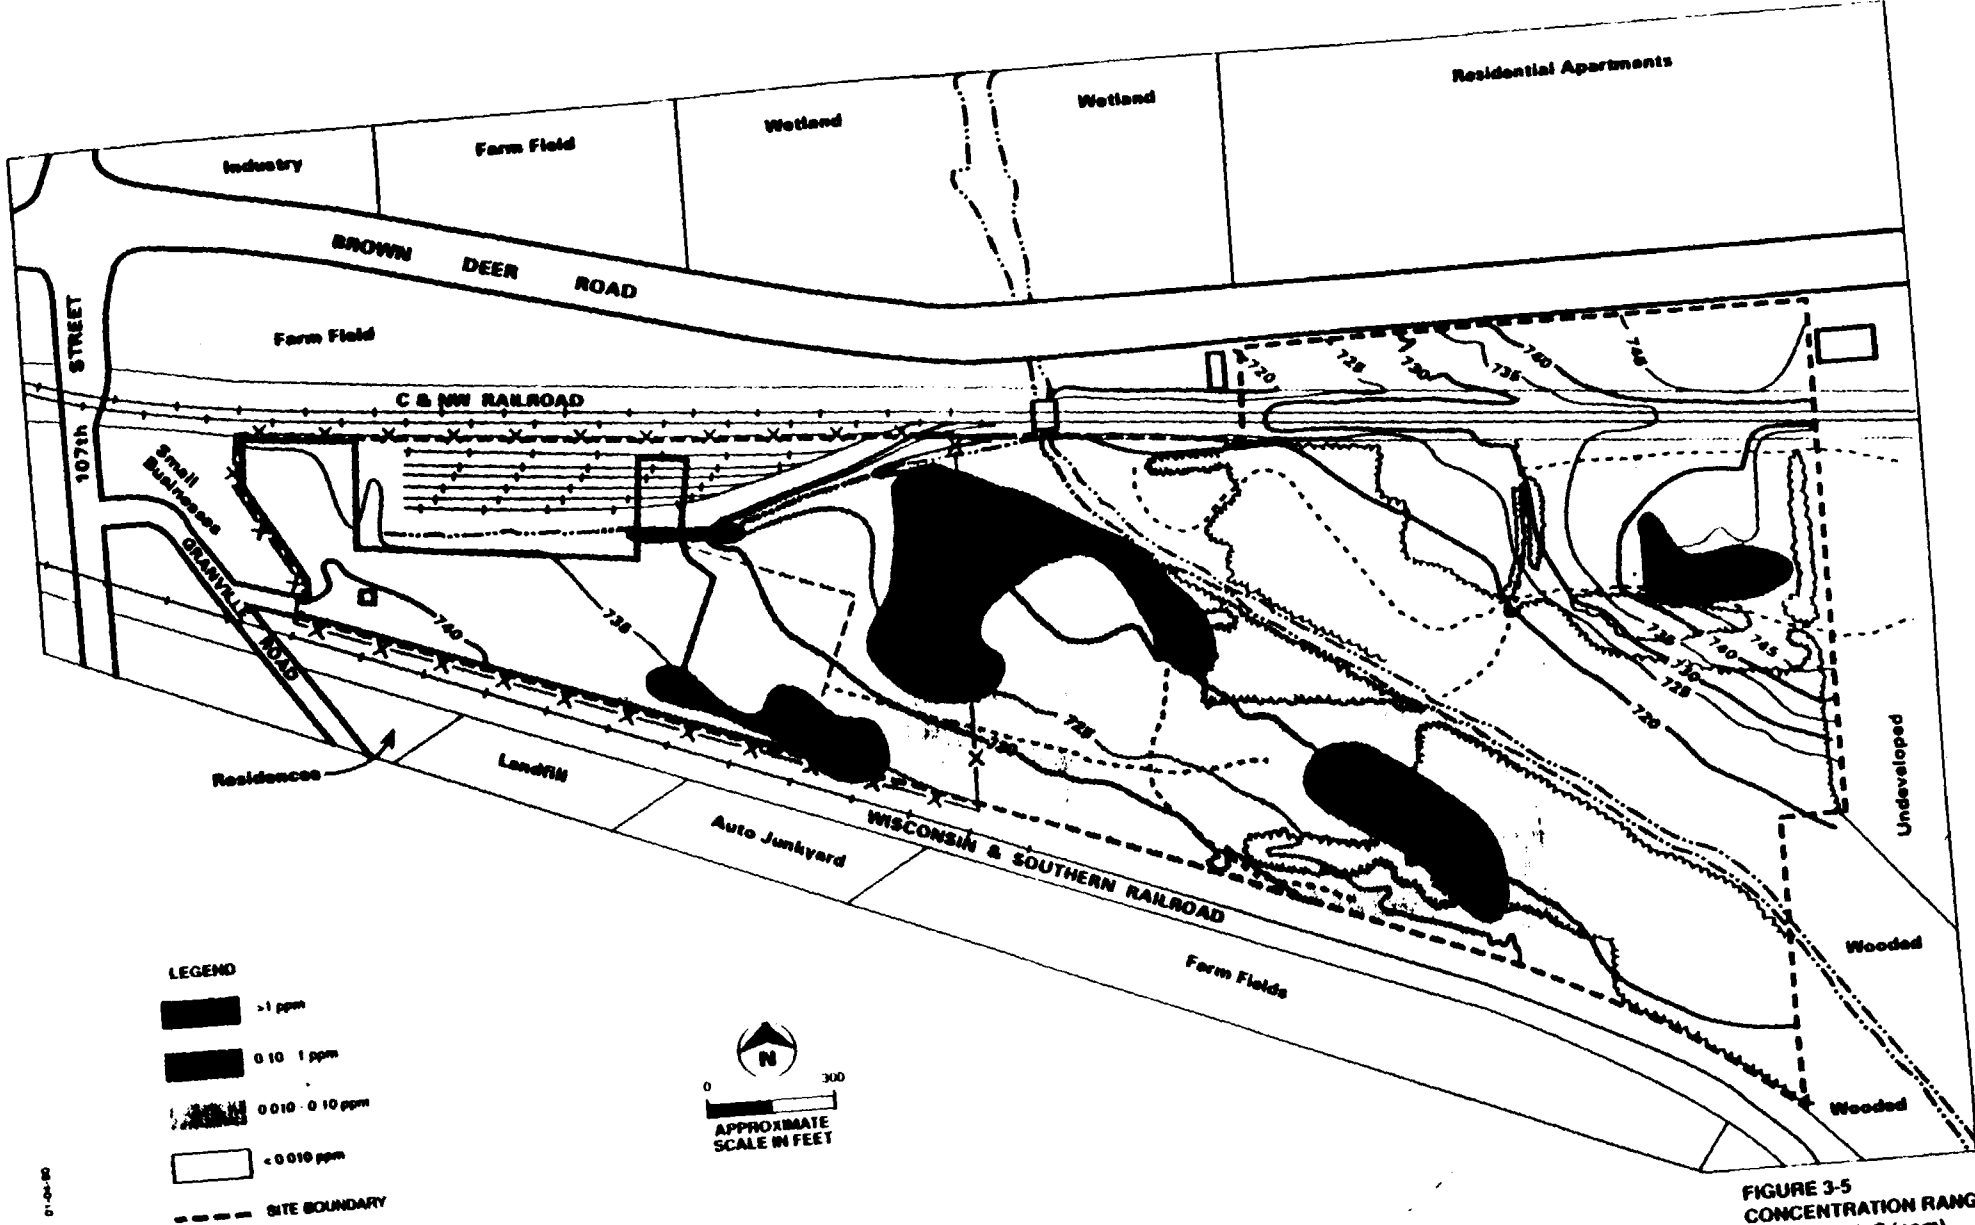 Residential Apartments
Wetland
Wetland
Farm Field
Industry
BROWN DEER ROAD
107th STREET
Farm Field
C & NW RAILROAD
720
725
730
735
740
745
Small
Businesses
GRANVILLE ROAD
740
735
725
730
735
740
745
730
725
720
Undeveloped
Residences
Landfill
Auto Junkyard
WISCONSIN & SOUTHERN RAILROAD
Farm Fields
Wooded
Wooded
LEGEND
>1 ppm
0.10 - 1 ppm
0.010 - 0.10 ppm
< 0.010 ppm
SITE BOUNDARY
N
0 300
APPROXIMATE
SCALE IN FEET
FIGURE 3-5
CONCENTRATION RANG